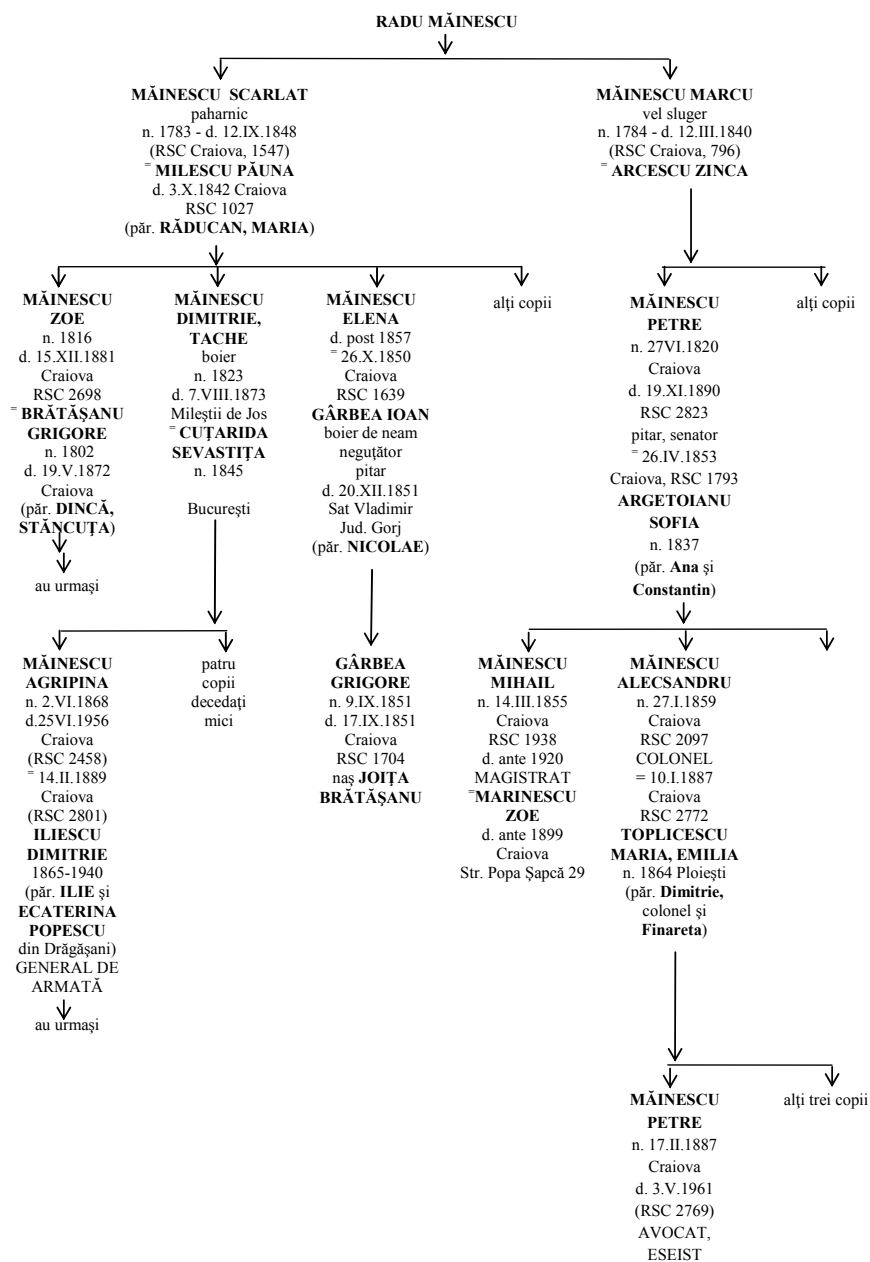 RADU MĂINESCU
MĂINESCU SCARLAT
paharnic
n. 1783 - d. 12.IX.1848
(RSC Craiova, 1547)
= MILESCU PĂUNA
d. 3.X.1842 Craiova
RSC 1027
(păr. RĂDUCAN, MARIA)
MĂINESCU MARCU
vel sluger
n. 1784 - d. 12.III.1840
(RSC Craiova, 796)
= ARCESCU ZINCA
MĂINESCU
ZOE
n. 1816
d. 15.XII.1881
Craiova
RSC 2698
= BRĂTĂŞANU
GRIGORE
n. 1802
d. 19.V.1872
Craiova
(păr. DINCĂ,
STĂNCUŢA)
au urmaşi
MĂINESCU
DIMITRIE,
TACHE
boier
n. 1823
d. 7.VIII.1873
Mileştii de Jos
= CUŢARIDA
SEVASTIŢA
n. 1845
Bucureşti
MĂINESCU
ELENA
d. post 1857
= 26.X.1850
Craiova
RSC 1639
GÂRBEA IOAN
boier de neam
neguţător
pitar
d. 20.XII.1851
Sat Vladimir
Jud. Gorj
(păr. NICOLAE)
alţi copii
MĂINESCU
PETRE
n. 27VI.1820
Craiova
d. 19.XI.1890
RSC 2823
pitar, senator
= 26.IV.1853
Craiova, RSC 1793
ARGETOIANU
SOFIA
n. 1837
(păr. Ana şi
Constantin)
alţi copii
MĂINESCU
AGRIPINA
n. 2.VI.1868
d.25VI.1956
Craiova
(RSC 2458)
= 14.II.1889
Craiova
(RSC 2801)
ILIESCU
DIMITRIE
1865-1940
(păr. ILIE şi
ECATERINA
POPESCU
din Drăgăşani)
GENERAL DE
ARMATĂ
au urmaşi
patru
copii
decedaţi
mici
GÂRBEA
GRIGORE
n. 9.IX.1851
d. 17.IX.1851
Craiova
RSC 1704
naş JOIŢA
BRĂTĂŞANU
MĂINESCU
MIHAIL
n. 14.III.1855
Craiova
RSC 1938
d. ante 1920
MAGISTRAT
=MARINESCU
ZOE
d. ante 1899
Craiova
Str. Popa Şapcă 29
MĂINESCU
ALECSANDRU
n. 27.I.1859
Craiova
RSC 2097
COLONEL
= 10.I.1887
Craiova
RSC 2772
TOPLICESCU
MARIA, EMILIA
n. 1864 Ploieşti
(păr. Dimitrie,
colonel şi
Finareta)
MĂINESCU
PETRE
n. 17.II.1887
Craiova
d. 3.V.1961
(RSC 2769)
AVOCAT,
ESEIST
alţi trei copii